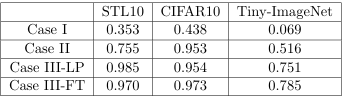 STL10 CIFAR10 Tiny-ImageNet
Case I 0.353 0.438 0.069
Case II 0.755 0.953 0.516
Case III-LP 0.985 0.954 0.751
Case III-FT 0.970 0.973 0.785